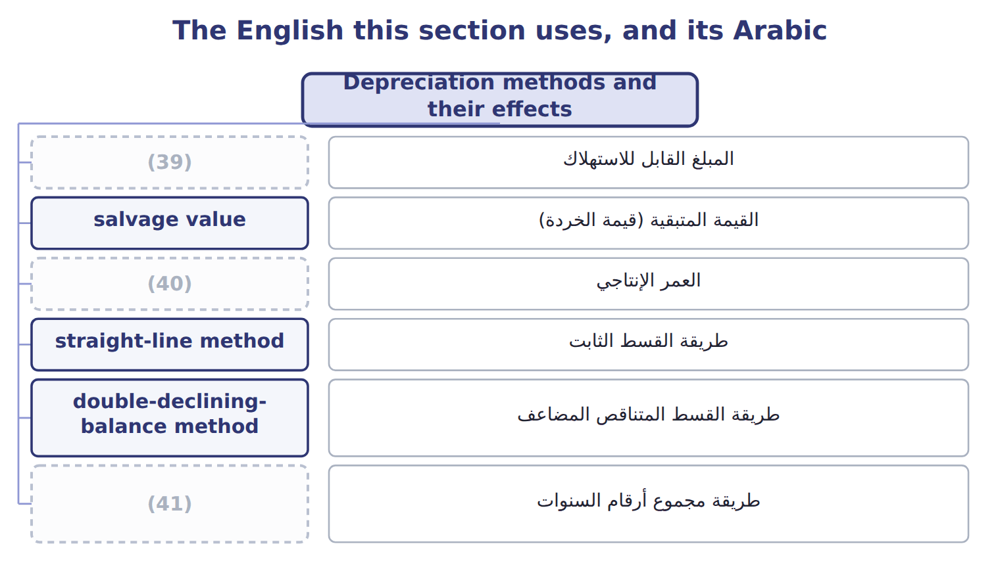 The English this section uses, and its Arabic
Depreciation methods and
their effects
(39)
المبلغ القابل للاستهلاك
salvage value
القيمة المتبقية (قيمة الخردة)
(40)
العمر الإنتاجي
straight-line method
طريقة القسط الثابت
double-declining-
balance method
طريقة القسط المتناقص المضاعف
(41)
طريقة مجموع أرقام السنوات